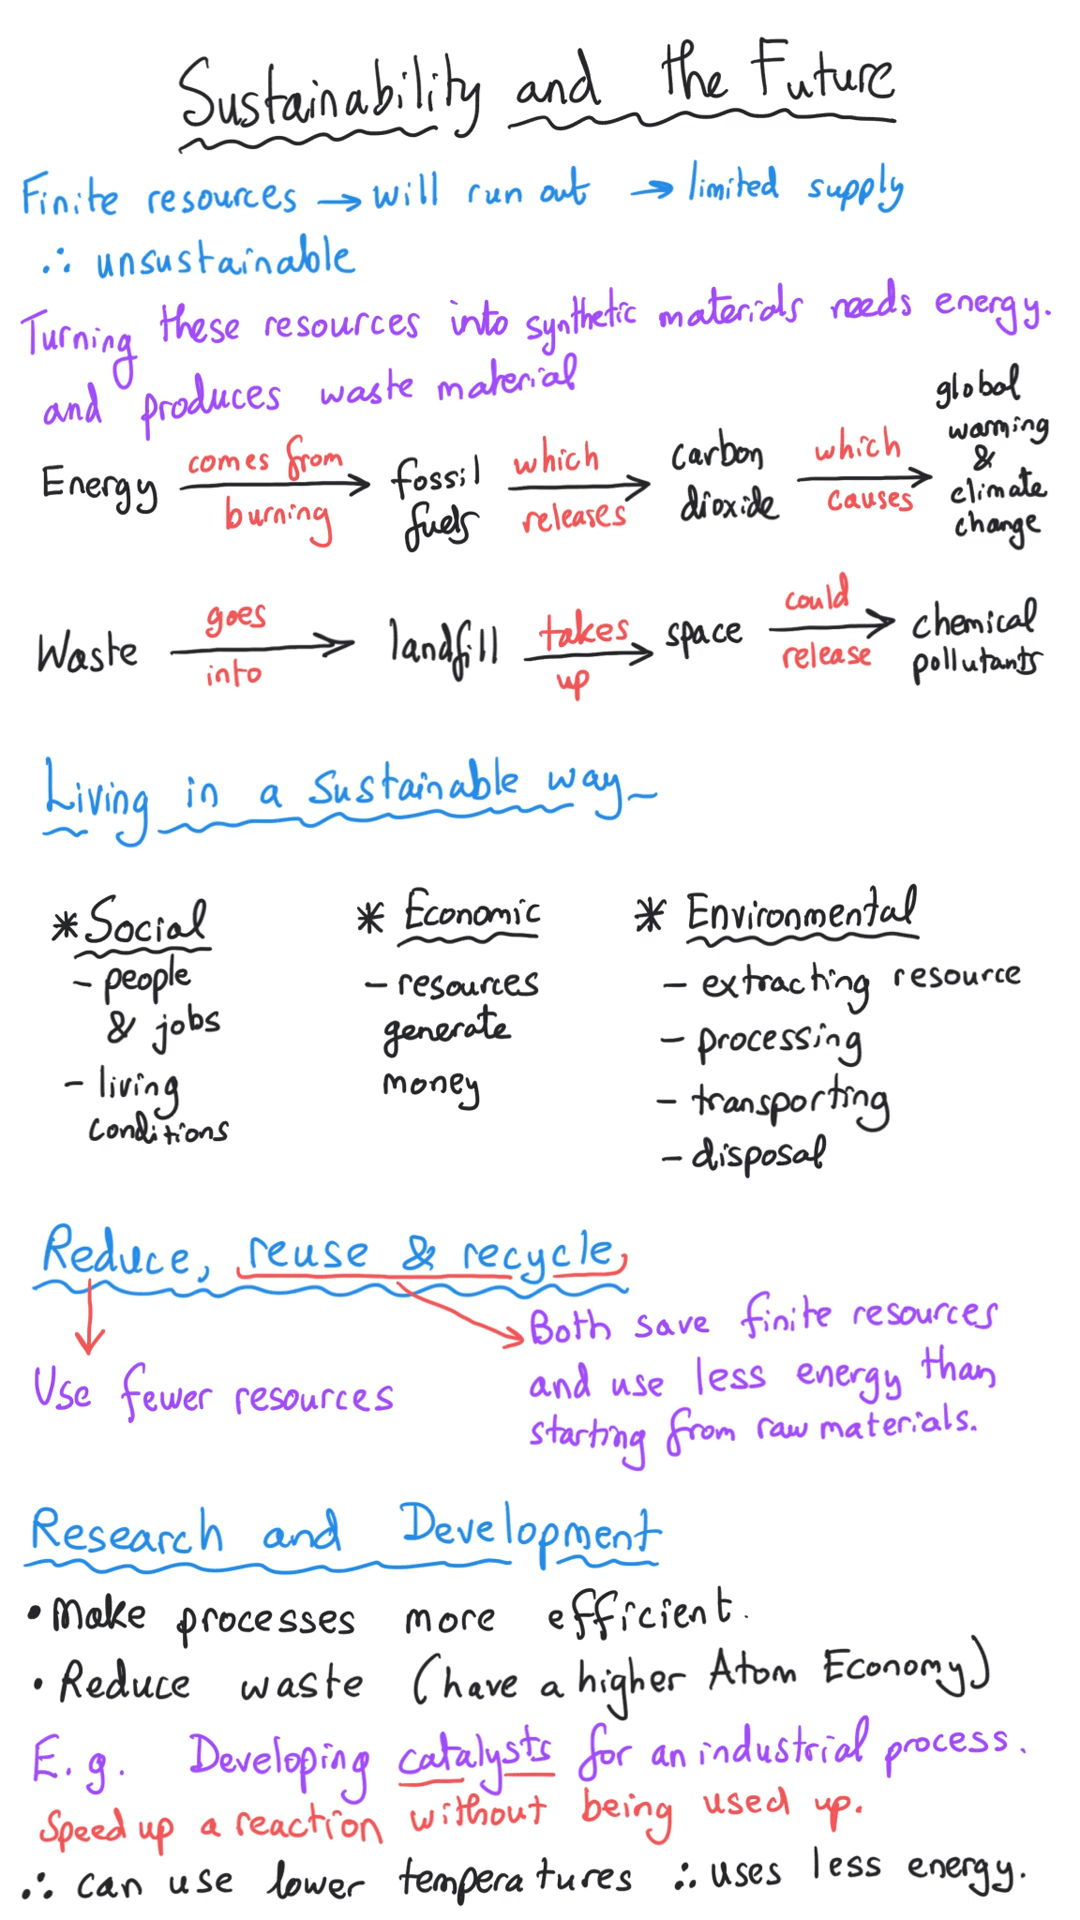 Sustainability and the Future
Finite resources → will run out → limited supply
∴ unsustainable
Turning these resources into synthetic materials needs energy.
and produces waste material
Energy comes from burning → fossil fuels which releases → carbon dioxide which causes → global warming & climate change
Waste goes into → landfill takes up → space could release → chemical pollutants
Living in a sustainable way
* Social
- people
& jobs
- living
conditions
* Economic
- resources
generate
money
* Environmental
- extracting resource
- processing
- transporting
- disposal
Reduce, reuse & recycle,
Use fewer resources
Both save finite resources
and use less energy than
starting from raw materials.
Research and Development
• Make processes more efficient.
• Reduce waste (have a higher Atom Economy)
E.g. Developing catalysts for an industrial process.
Speed up a reaction without being used up.
∴ can use lower temperatures ∴ uses less energy.